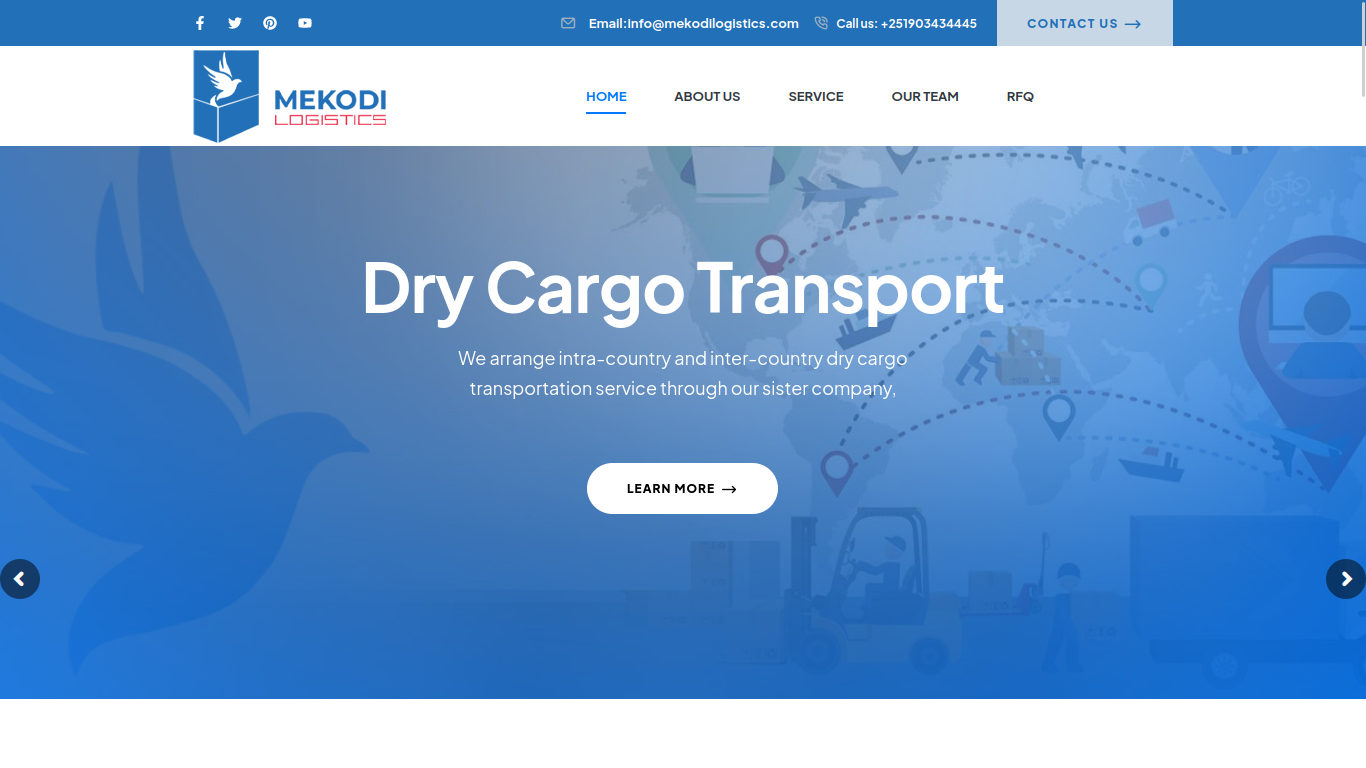 Email:info@mekodilogistics.com
Call us: +251903434445
CONTACT US
MEKODI
LOGISTICS
HOME
ABOUT US
SERVICE
OUR TEAM
RFQ
Dry Cargo Transport
We arrange intra-country and inter-country dry cargo
transportation service through our sister company,
LEARN MORE